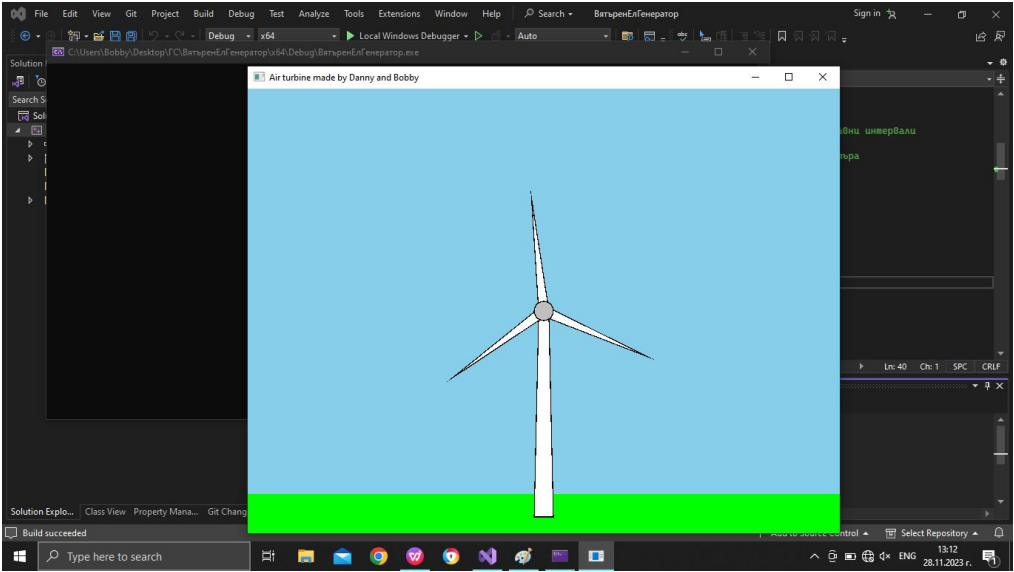 File Edit View Git Project Build Debug Test Analyze Tools Extensions Window Help Search ВятъренЕлГенератор Sign in
Debug x64 Local Windows Debugger Auto
C:\Users\Bobby\Desktop\ГС\ВятъренЕлГенератор\x64\Debug\ВятъренЕлГенератор.exe
Solution
Air turbine made by Danny and Bobby
Search S
Sol
интервали
Ln: 40 Ch: 1 SPC CRLF
Solution Explo... Class View Property Mana... Git Chang
Build succeeded
Add to Source Control Select Repository
Type here to search
ENG
13:12
28.11.2023 г.